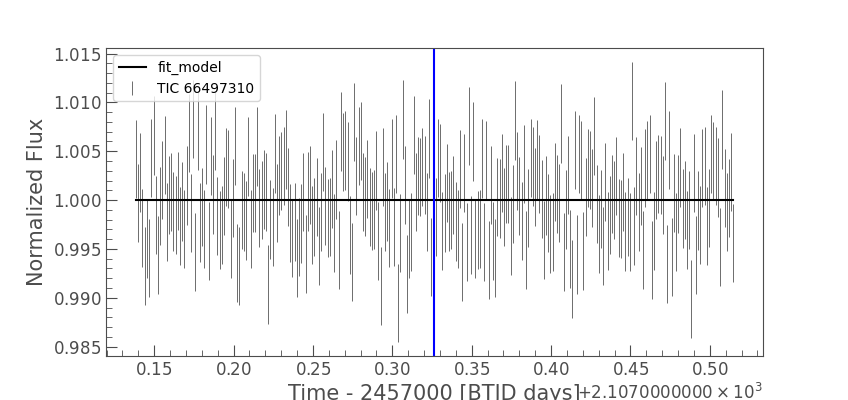 1.015
1.010
1.005
1.000
0.995
0.990
0.985
Normalized Flux
fit_model
TIC 66497310
0.15 0.20 0.25 0.30 0.35 0.40 0.45 0.50
Time - 2457000 [BTJD days]
+2.1070000000 × 10³